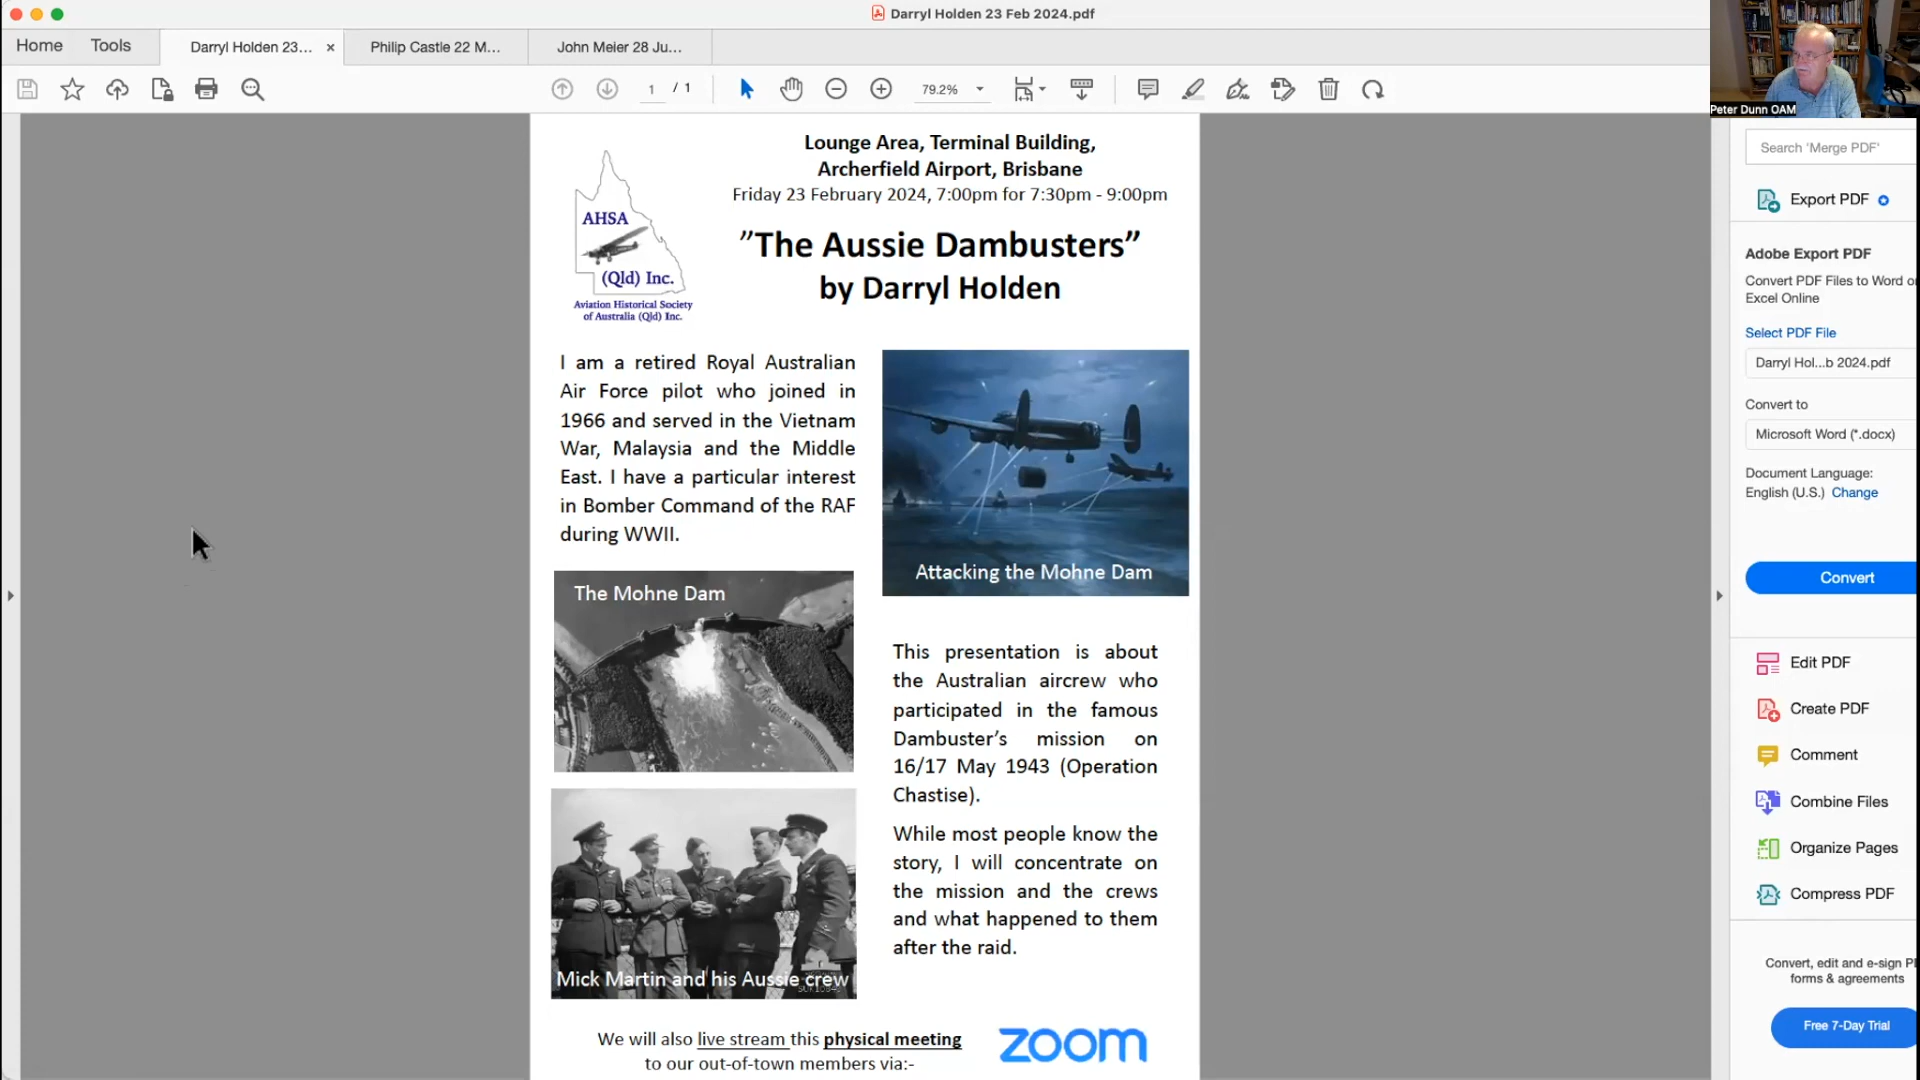 Darryl Holden 23 Feb 2024.pdf
Home
Tools
Darryl Holden 23...
Philip Castle 22 M...
John Meier 28 Ju...
1 / 1
79.2%
Peter Dunn OAM
Lounge Area, Terminal Building,
Archerfield Airport, Brisbane
Friday 23 February 2024, 7:00pm for 7:30pm - 9:00pm
AHSA
(Qld) Inc.
Aviation Historical Society
of Australia (Qld) Inc.
”The Aussie Dambusters”
by Darryl Holden
I am a retired Royal Australian
Air Force pilot who joined in
1966 and served in the Vietnam
War, Malaysia and the Middle
East. I have a particular interest
in Bomber Command of the RAF
during WWII.
Attacking the Mohne Dam
The Mohne Dam
Mick Martin and his Aussie crew
This presentation is about
the Australian aircrew who
participated in the famous
Dambuster’s mission on
16/17 May 1943 (Operation
Chastise).
While most people know the
story, I will concentrate on
the mission and the crews
and what happened to them
after the raid.
We will also live stream this physical meeting
to our out-of-town members via:-
zoom
Search 'Merge PDF'
Export PDF
Adobe Export PDF
Convert PDF Files to Word or
Excel Online
Select PDF File
Darryl Hol...b 2024.pdf
Convert to
Microsoft Word (*.docx)
Document Language:
English (U.S.) Change
Convert
Edit PDF
Create PDF
Comment
Combine Files
Organize Pages
Compress PDF
Convert, edit and e-sign
forms & agreements
Free 7-Day Trial